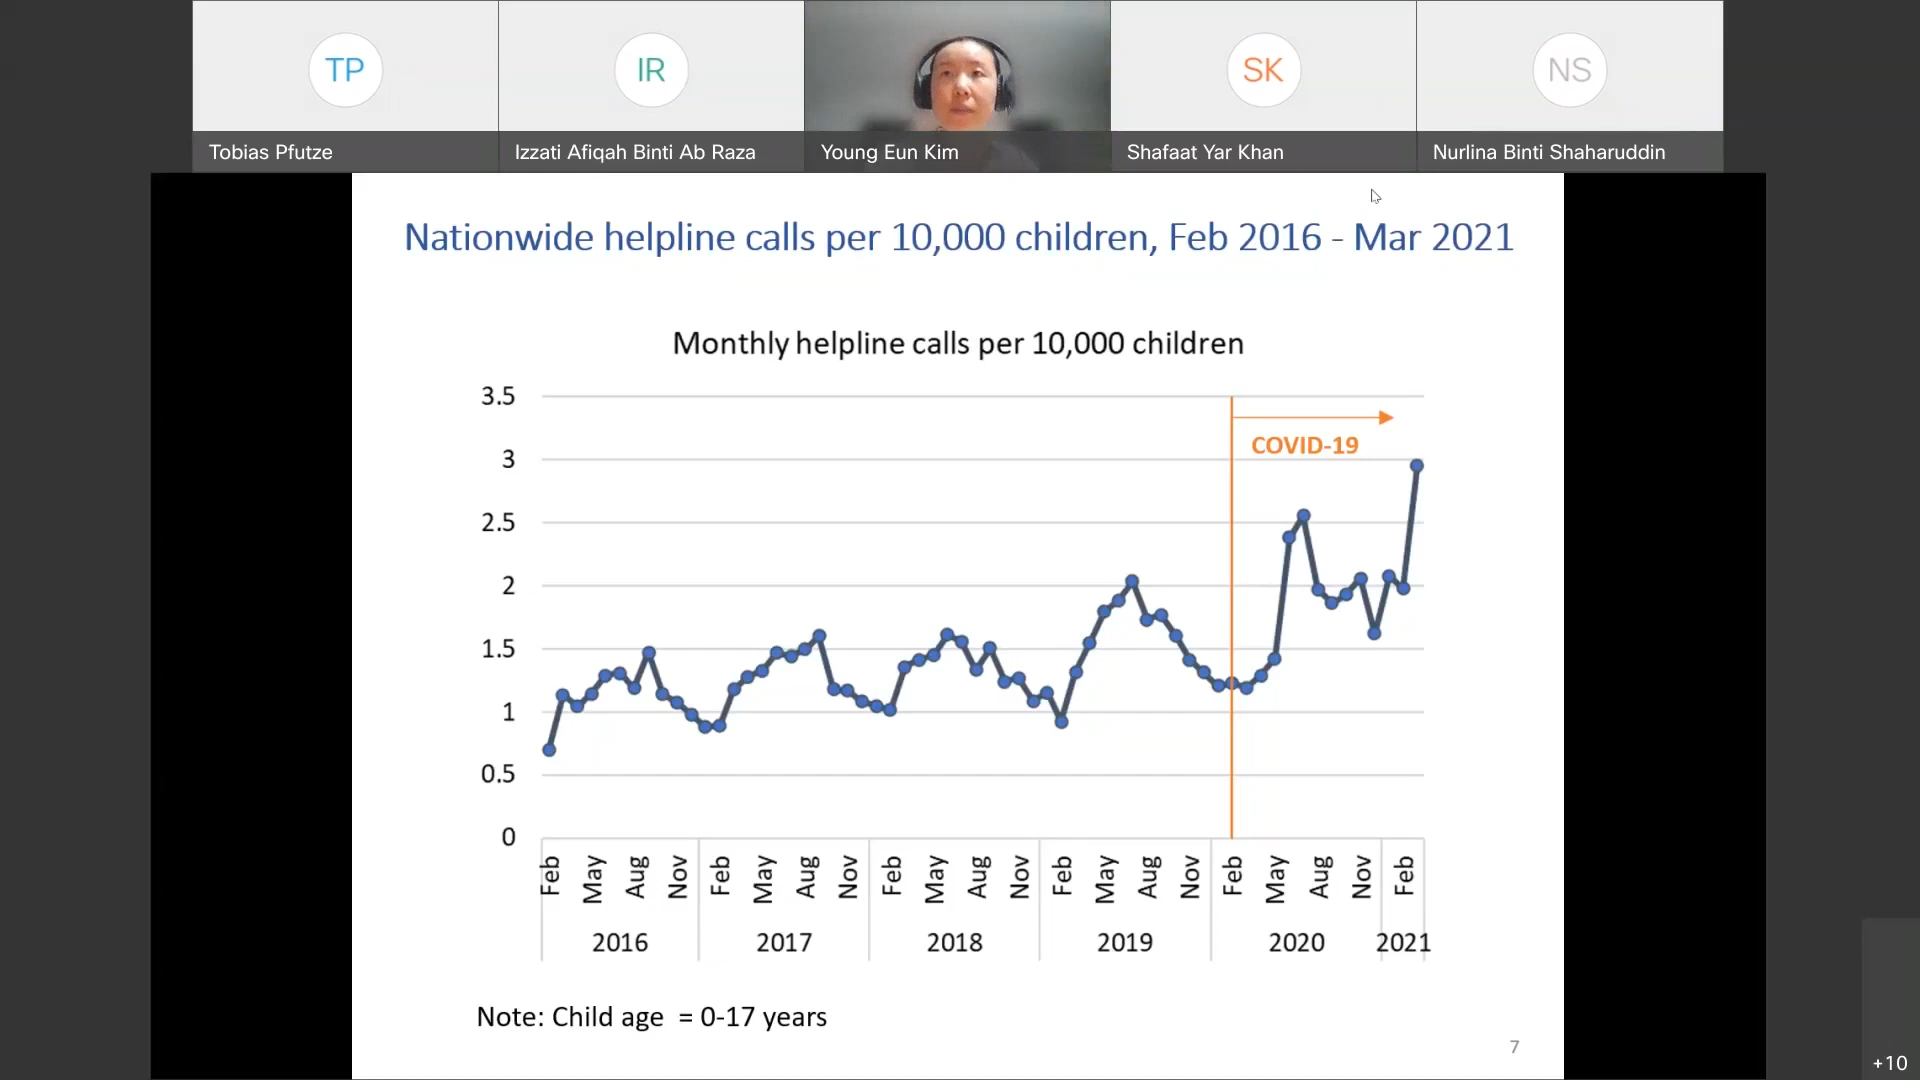 TP
IR
SK
NS
Tobias Pfutze
Izzati Afiqah Binti Ab Raza
Young Eun Kim
Shafaat Yar Khan
Nurlina Binti Shaharuddin
Nationwide helpline calls per 10,000 children, Feb 2016 - Mar 2021
Monthly helpline calls per 10,000 children
3.5
3
2.5
2
1.5
1
0.5
0
COVID-19
Feb May Aug Nov Feb May Aug Nov Feb May Aug Nov Feb May Aug Nov Feb May Aug Nov Feb
2016 2017 2018 2019 2020 2021
Note: Child age = 0-17 years
7
+10